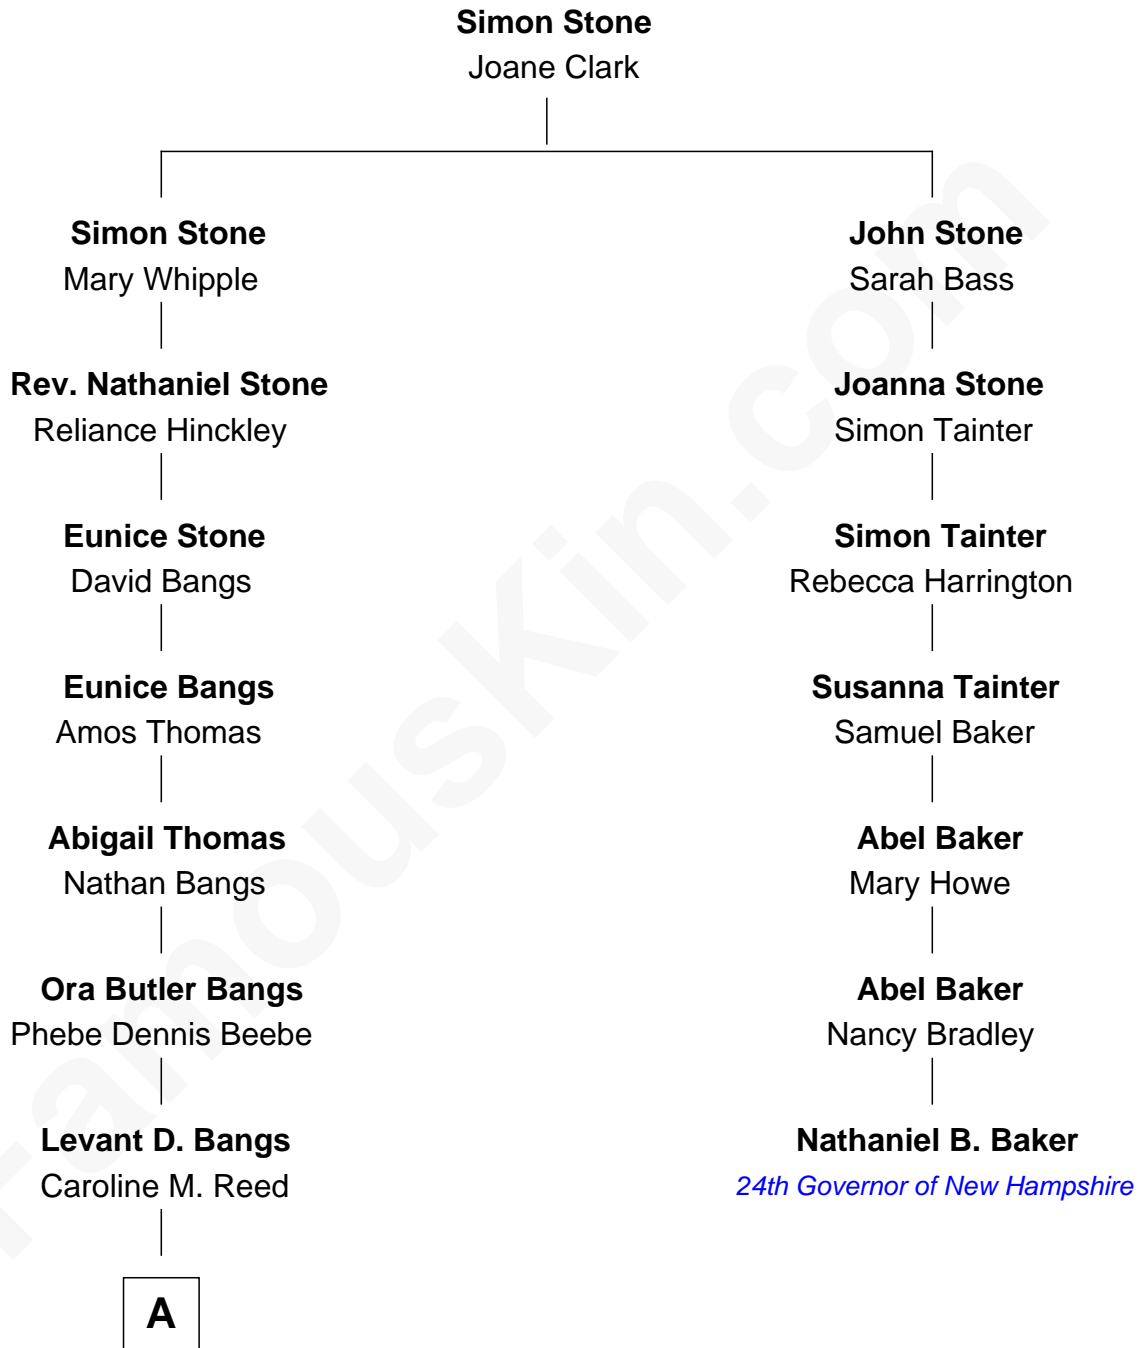 Simon Stone
Joane Clark
Simon Stone
Mary Whipple
Rev. Nathaniel Stone
Reliance Hinckley
Eunice Stone
David Bangs
Eunice Bangs
Amos Thomas
Abigail Thomas
Nathan Bangs
Ora Butler Bangs
Phebe Dennis Beebe
Levant D. Bangs
Caroline M. Reed
A
John Stone
Sarah Bass
Joanna Stone
Simon Tainter
Simon Tainter
Rebecca Harrington
Susanna Tainter
Samuel Baker
Abel Baker
Mary Howe
Abel Baker
Nancy Bradley
Nathaniel B. Baker
24th Governor of New Hampshire
FamousKin.com